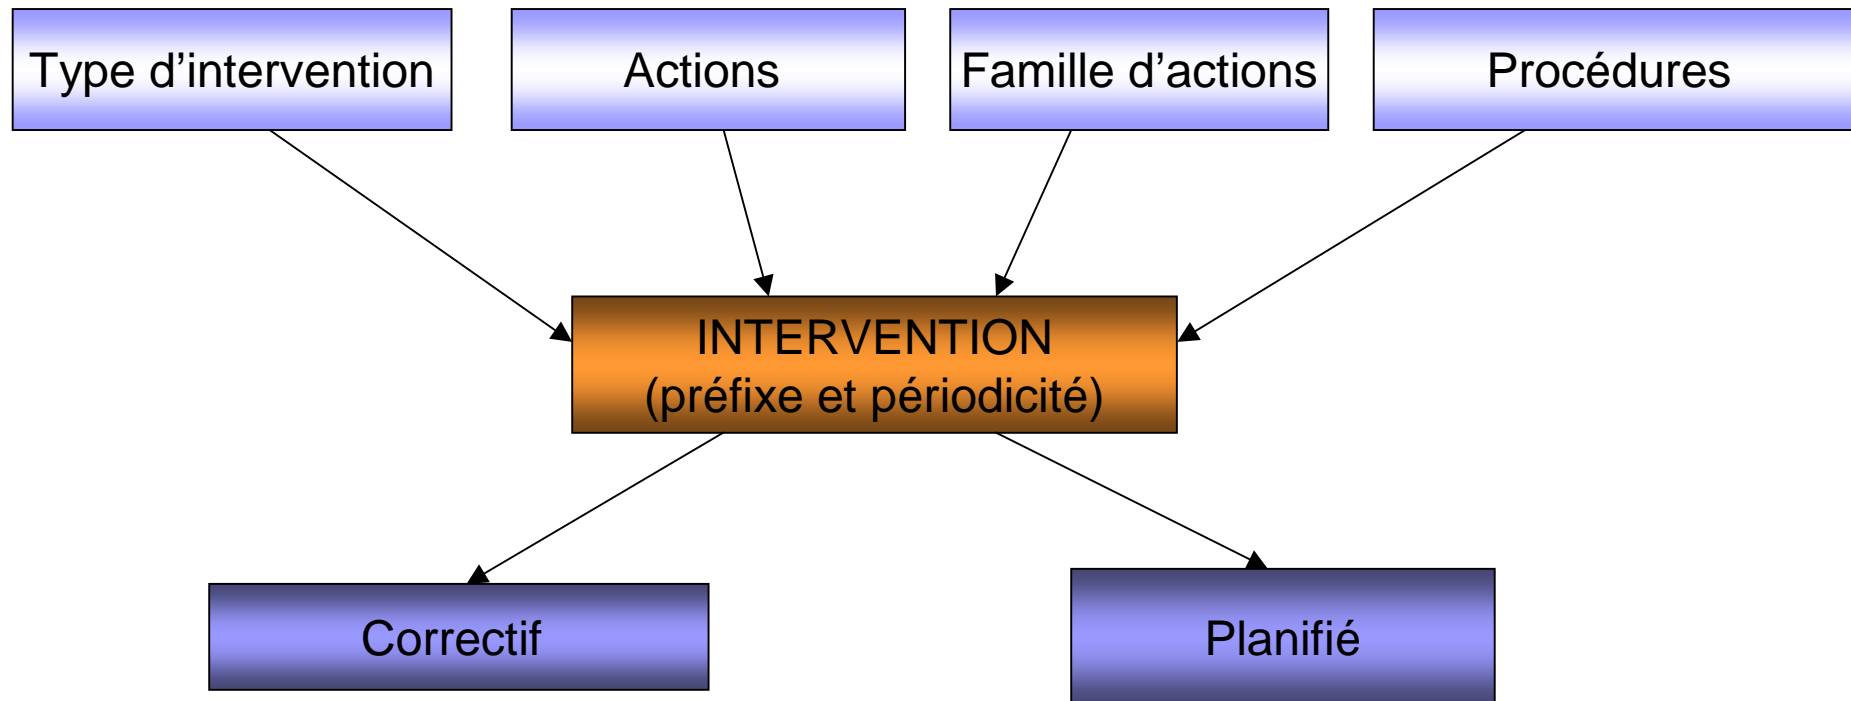 Type d’intervention
Actions
Famille d’actions
Procédures
INTERVENTION
(préfixe et périodicité)
Correctif
Planifié